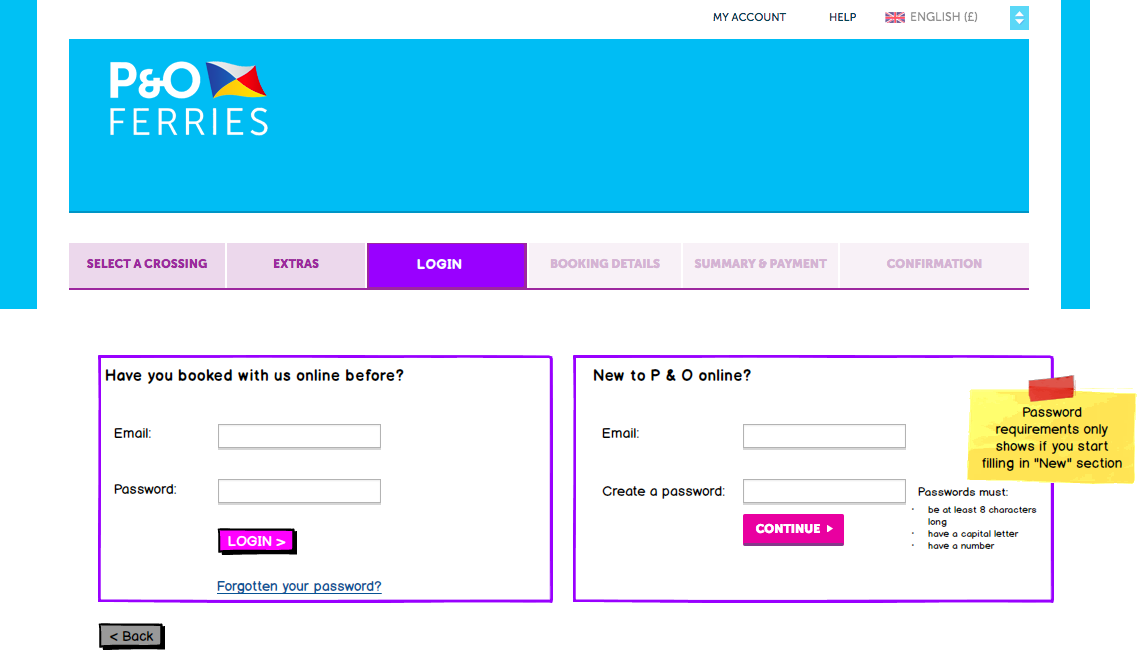 MY ACCOUNT HELP ENGLISH (£)
P&O
FERRIES
SELECT A CROSSING EXTRAS LOGIN BOOKING DETAILS SUMMARY & PAYMENT CONFIRMATION
Have you booked with us online before?
Email:
Password:
LOGIN >
Forgotten your password?
New to P & O online?
Email:
Create a password:
CONTINUE
Passwords must:
· be at least 8 characters
long
· have a capital letter
· have a number
Password
requirements only
shows if you start
filling in "New" section
< Back